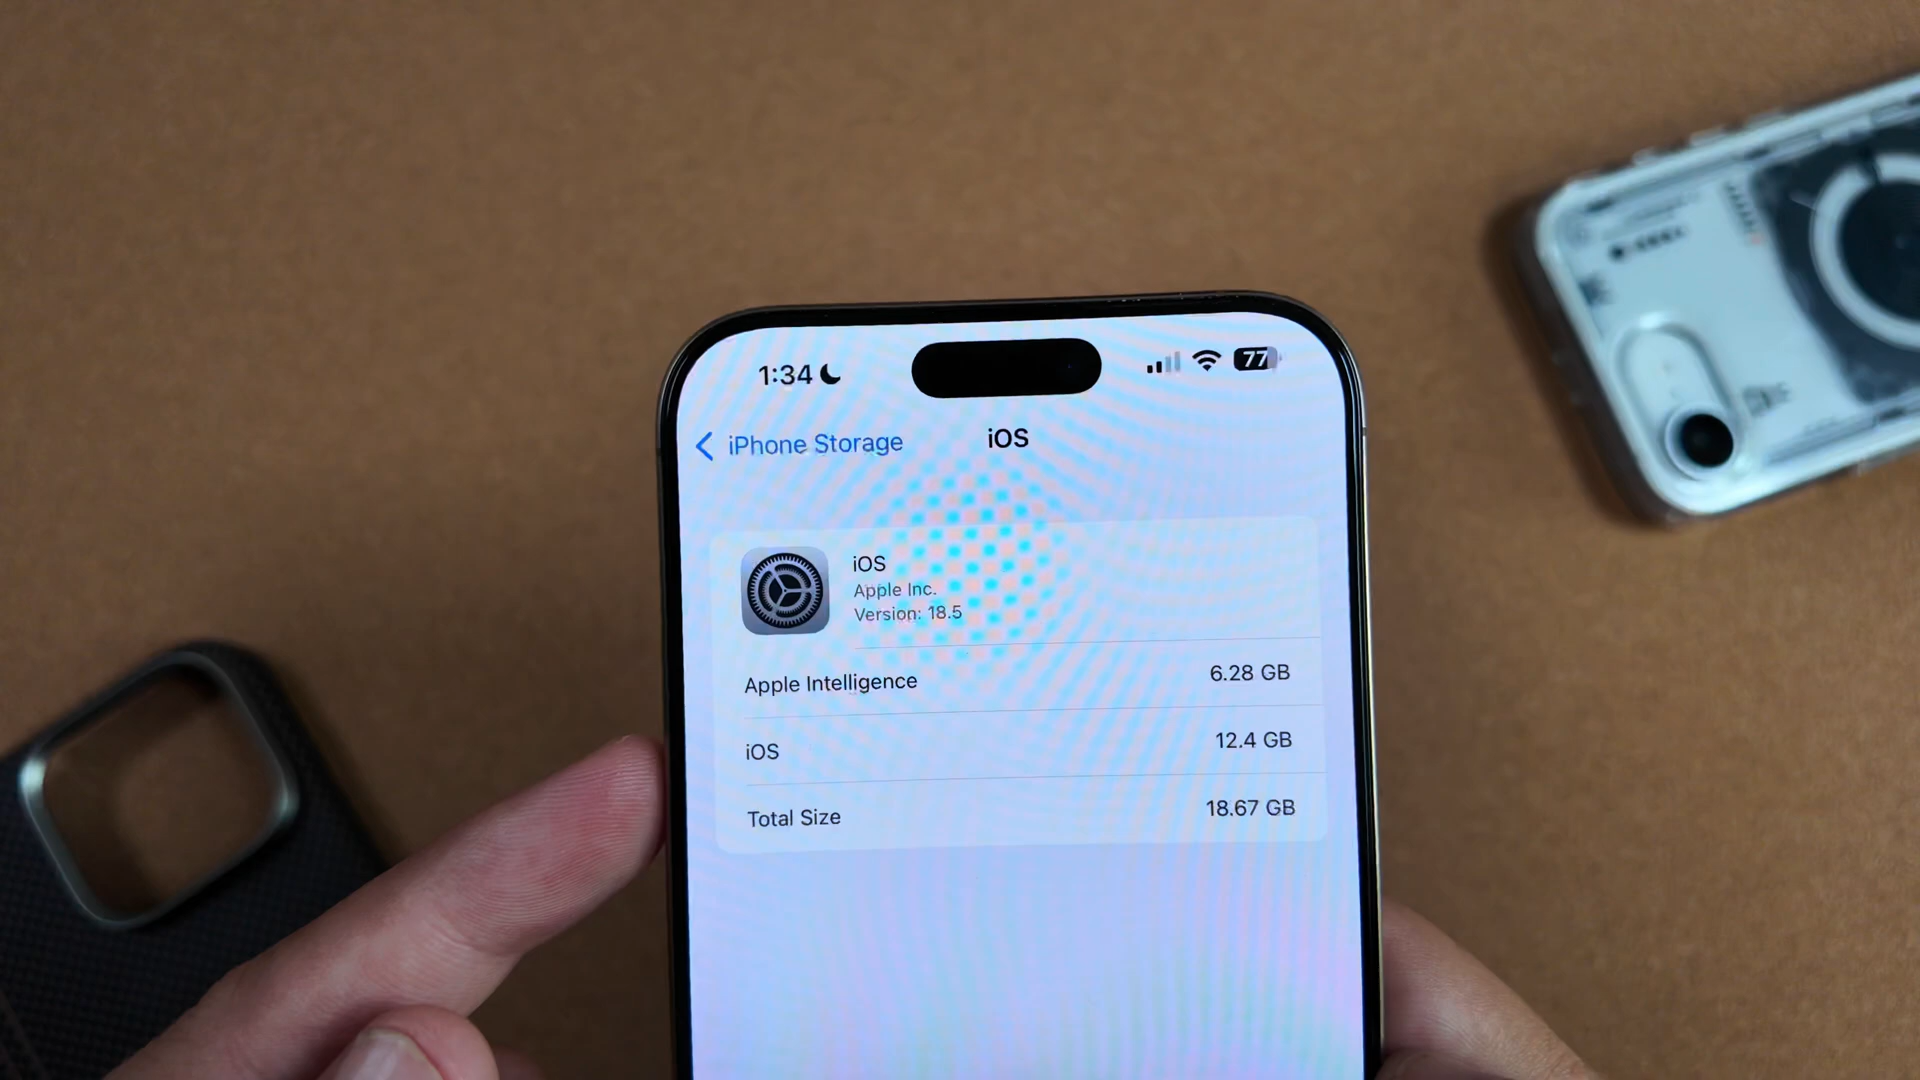 1:34
77
iPhone Storage
iOS
iOS
Apple Inc.
Version: 18.5
Apple Intelligence 6.28 GB
iOS 12.4 GB
Total Size 18.67 GB